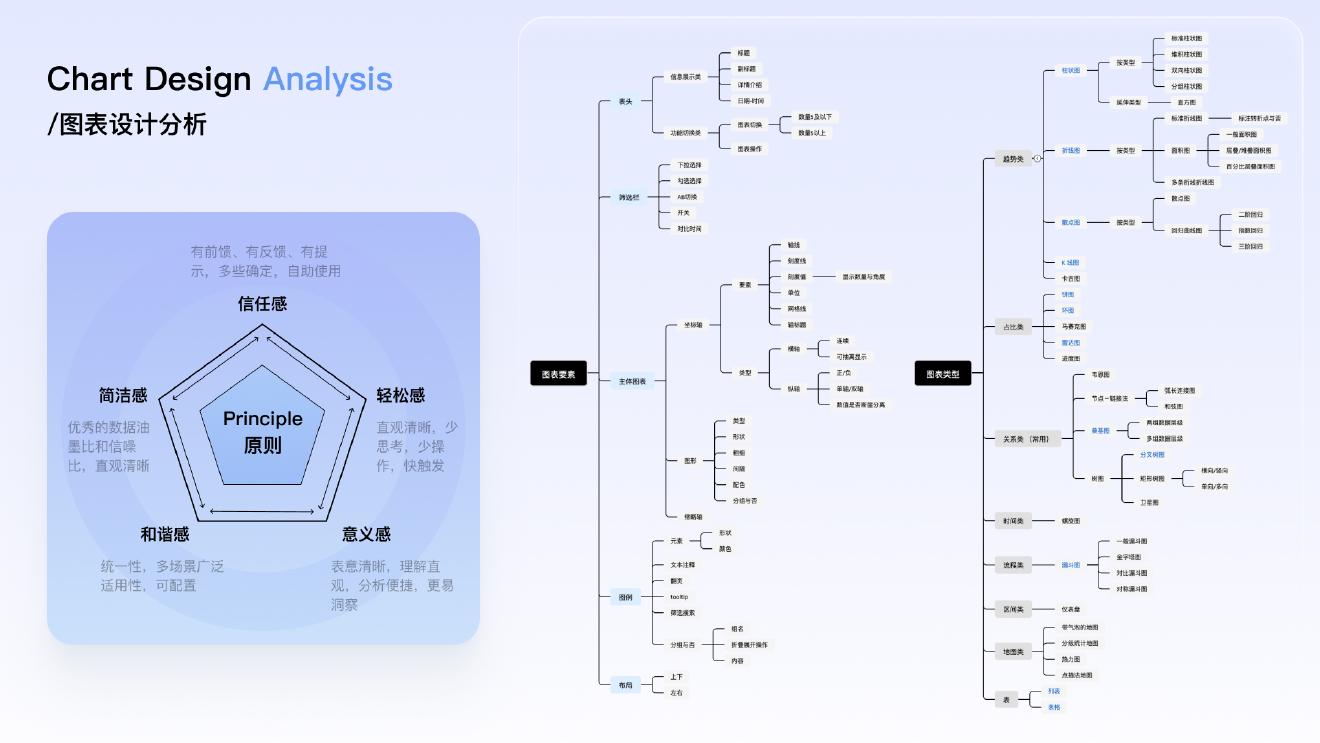 Chart Design Analysis
/图表设计分析
有前馈、有反馈、有提
示，多些确定，自助使用
信任感
简洁感
优秀的数据油
墨比和信噪
比，直观清晰
轻松感
直观清晰，少
思考，少操
作，快触发
Principle
原则
和谐感
统一性，多场景广泛
适用性，可配置
意义感
表意清晰，理解直
观，分析便捷，更易
洞察
图表要素
表头
信息展示类
标题
副标题
详情介绍
日期-时间
功能切换类
图表切换
数量5及以下
数量5以上
图表操作
筛选栏
下拉选择
勾选选择
AB切换
开关
对比时间
主体图表
坐标轴
要素
轴线
刻度线
刻度值
显示数量与角度
单位
网格线
轴标题
类型
横轴
连续
可抽离显示
纵轴
正/负
单轴/双轴
数值是否断留分离
图形
类型
形状
粗细
间隔
配色
分组与否
缩略轴
图例
元素
形状
颜色
文本注释
翻页
tooltip
筛选搜索
分组与否
组名
折叠展开操作
内容
布局
上下
左右
图表类型
趋势类
柱状图
按类型
标准柱状图
堆积柱状图
双向柱状图
分组柱状图
延伸类型
直方图
折线图
按类型
标准折线图
标注转折点与否
面积图
一般面积图
层叠/堆叠面积图
百分比层叠面积图
多条折线折线图
散点图
按类型
散点图
回归曲线图
二阶回归
指数回归
三阶回归
K 线图
卡吉图
占比类
饼图
环图
马赛克图
雷达图
进度图
关系类 (常用)
韦恩图
节点-链接法
弧长连接图
和弦图
桑基图
两组数据层级
多组数据层级
树图
分叉树图
矩形树图
横向/竖向
单向/多向
卫星图
时间类
螺旋图
流程类
漏斗图
一般漏斗图
金字塔图
对比漏斗图
对称漏斗图
区间类
仪表盘
地图类
带气泡的地图
分级统计地图
热力图
点描法地图
表
列表
表格